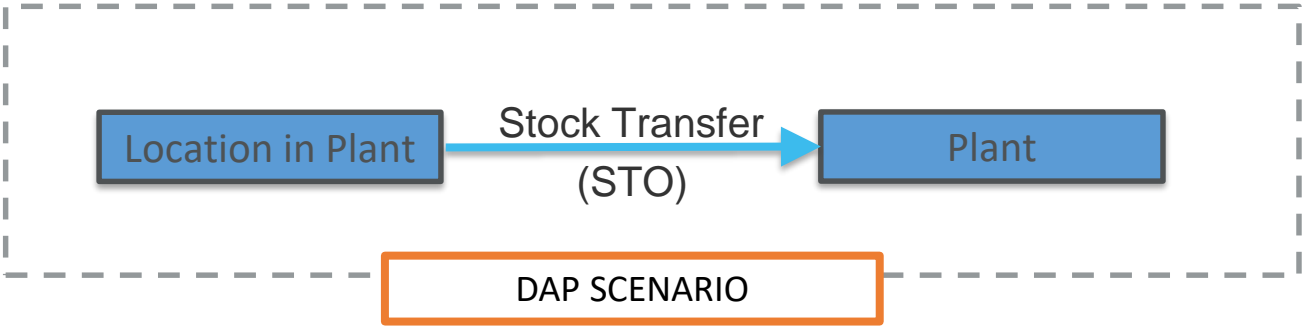 Location in Plant
Stock Transfer
(STO)
Plant
DAP SCENARIO